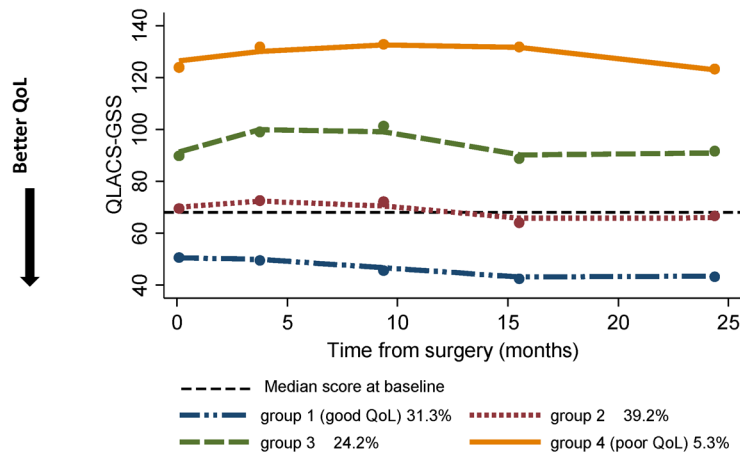 Better QoL
QLACS-GSS
140
120
100
80
60
40
0 5 10 15 20 25
Time from surgery (months)
Median score at baseline
group 1 (good QoL) 31.3% group 2 39.2%
group 3 24.2% group 4 (poor QoL) 5.3%